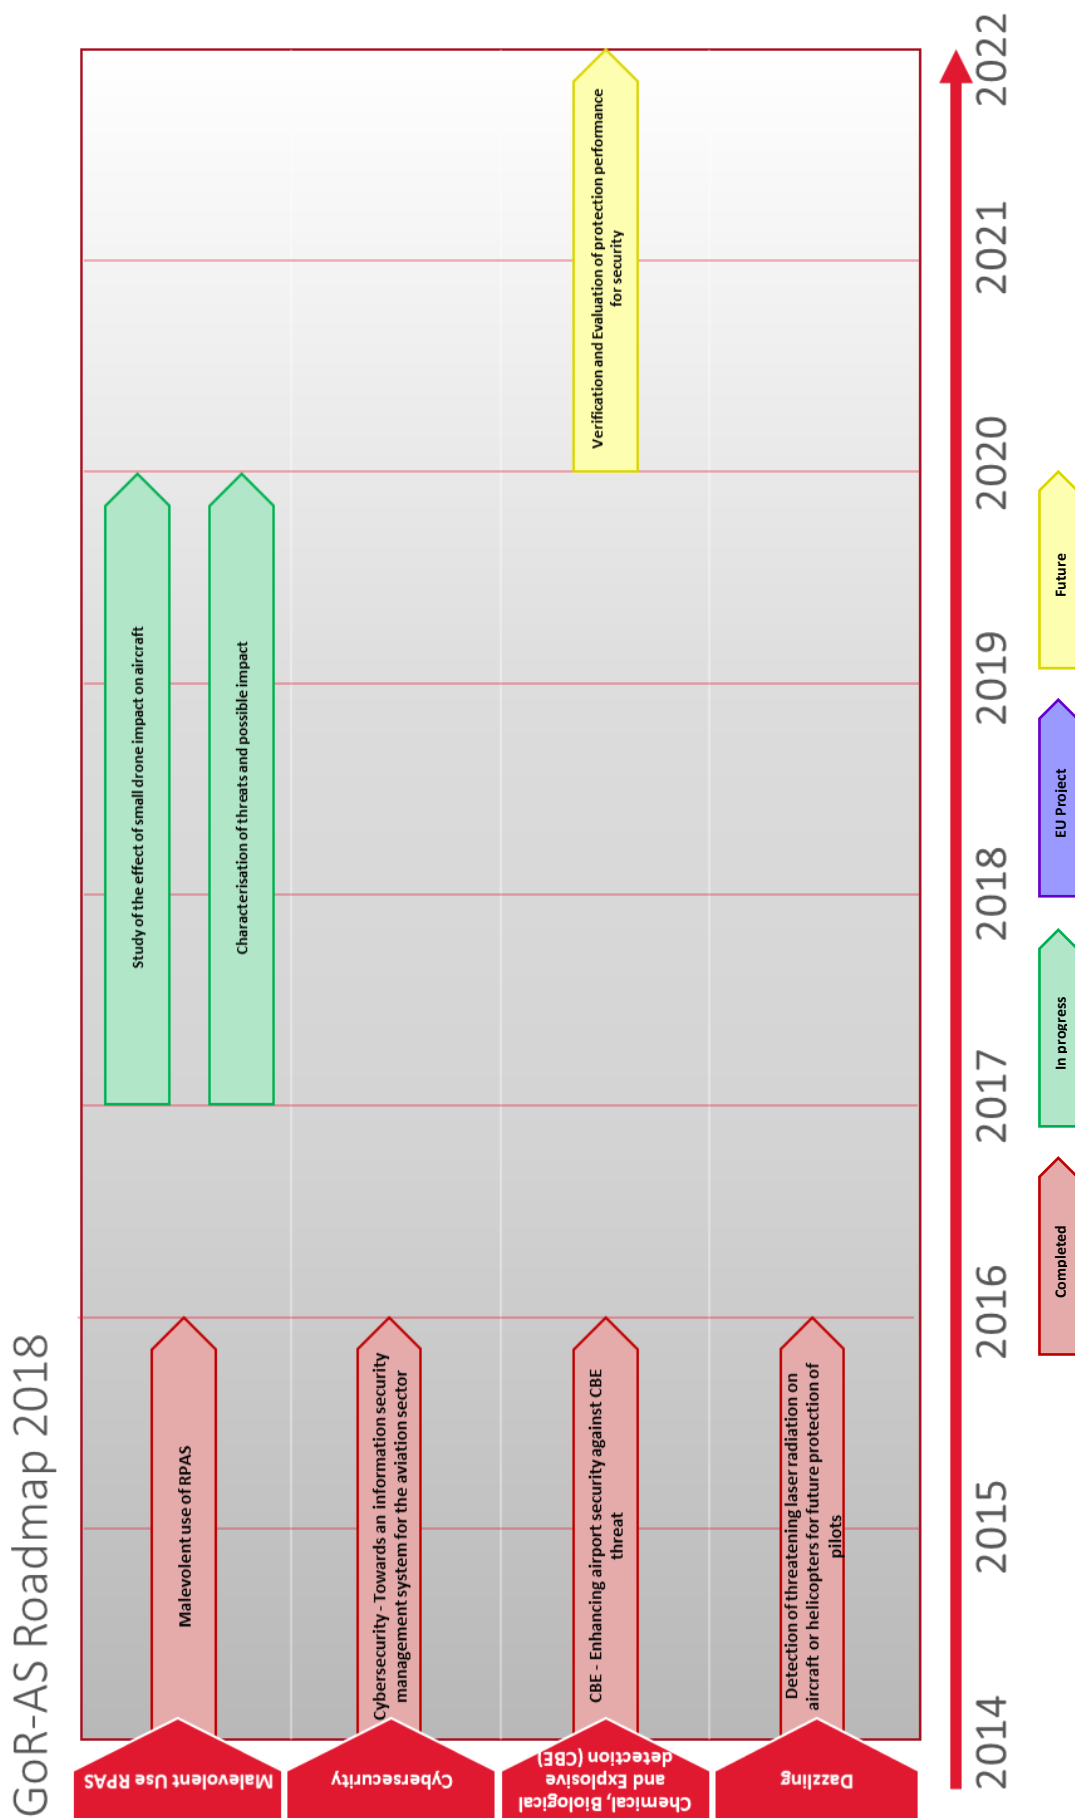 GoR-AS Roadmap 2018
Malevolent Use RPAS
Malevolent use of RPAS
Study of the effect of small drone impact on aircraft
Characterisation of threats and possible impact
Cybersecurity
Cybersecurity - Towards an information security
management system for the aviation sector
Chemical, Biological
and Explosive
detection (CBE)
CBE - Enhancing airport security against CBE
threat
Verification and Evaluation of protection performance
for security
Dazzling
Detection of threatening laser radiation on
aircraft or helicopters for future protection of
pilots
2014
2015
2016
2017
2018
2019
2020
2021
2022
Completed
In progress
EU Project
Future